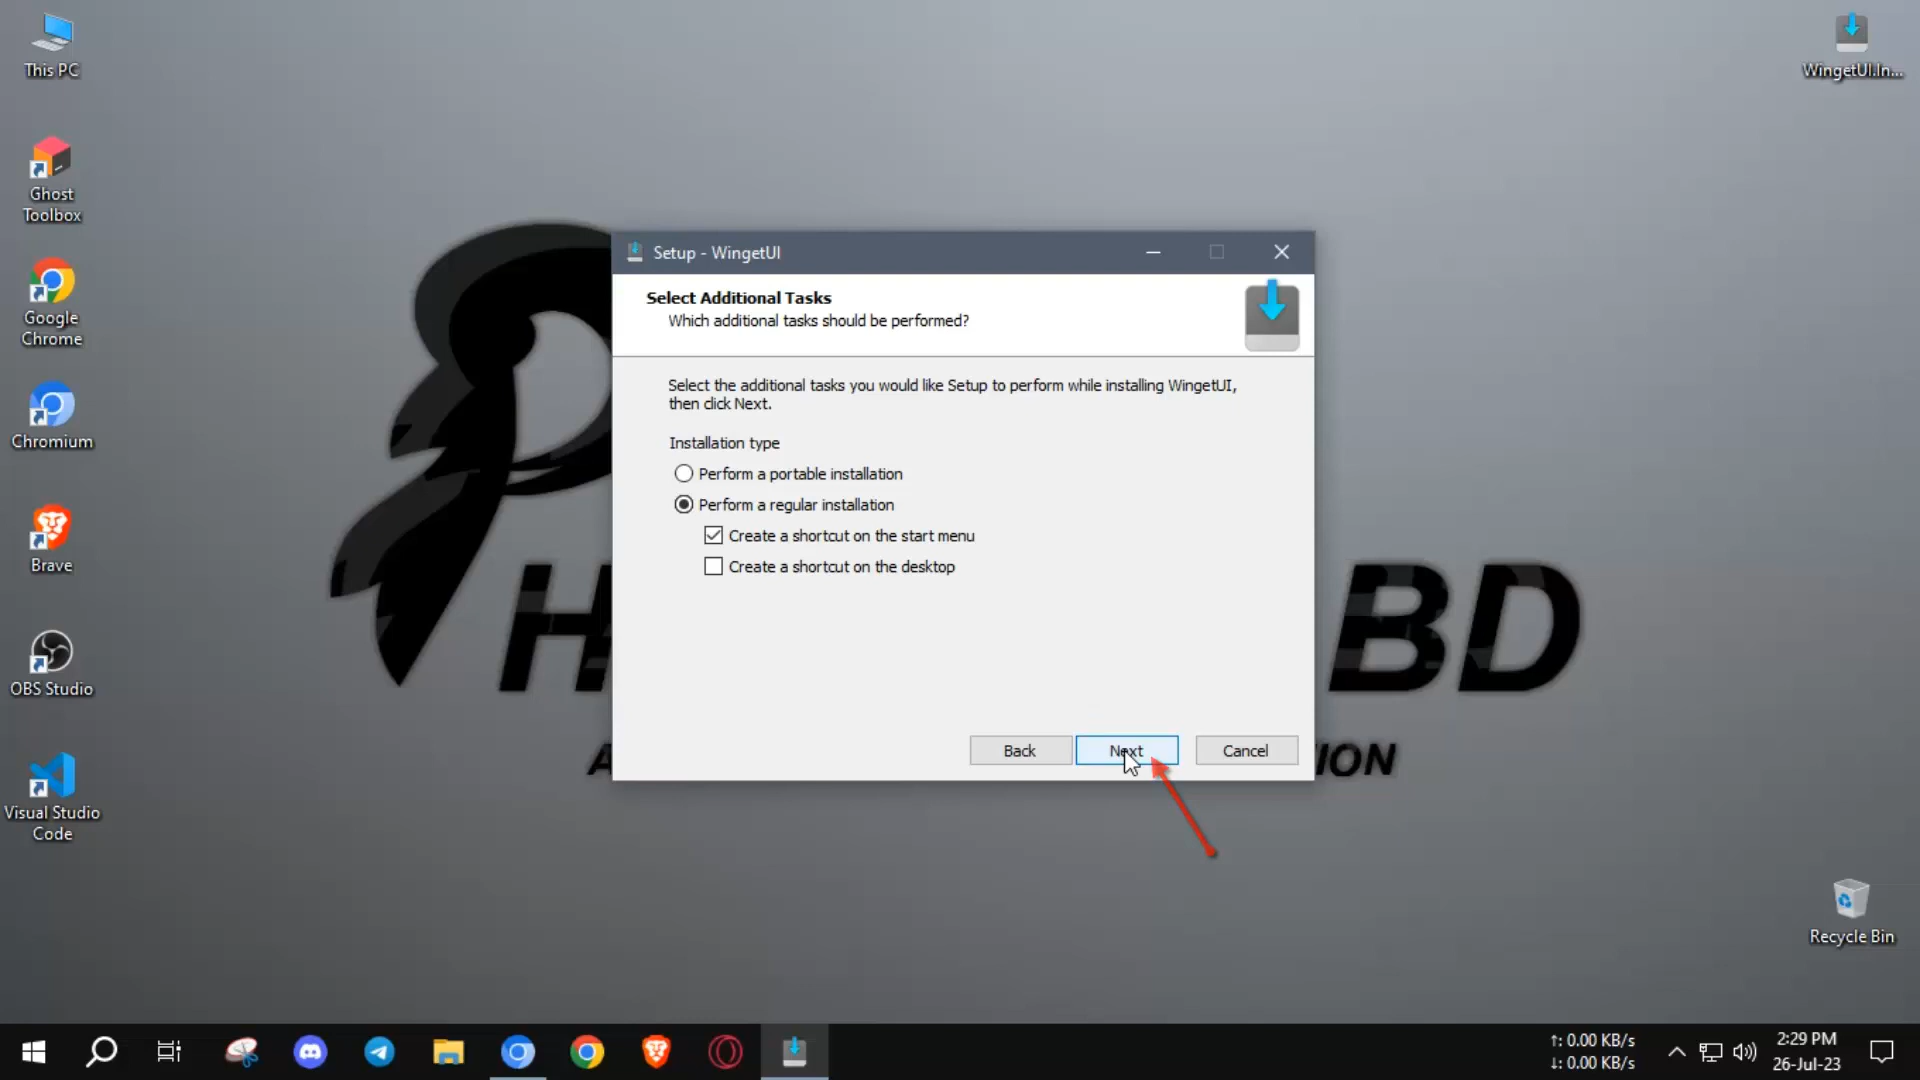 This PC
Ghost
Toolbox
Google
Chrome
Chromium
Brave
OBS Studio
Visual Studio
Code
WingetUI.In...
Setup - WingetUI
Select Additional Tasks
Which additional tasks should be performed?
Select the additional tasks you would like Setup to perform while installing WingetUI,
then click Next.
Installation type
Perform a portable installation
Perform a regular installation
Create a shortcut on the start menu
Create a shortcut on the desktop
Back
Next
Cancel
BD
Recycle Bin
↑: 0.00 KB/s
↓: 0.00 KB/s
2:29 PM
26-Jul-23